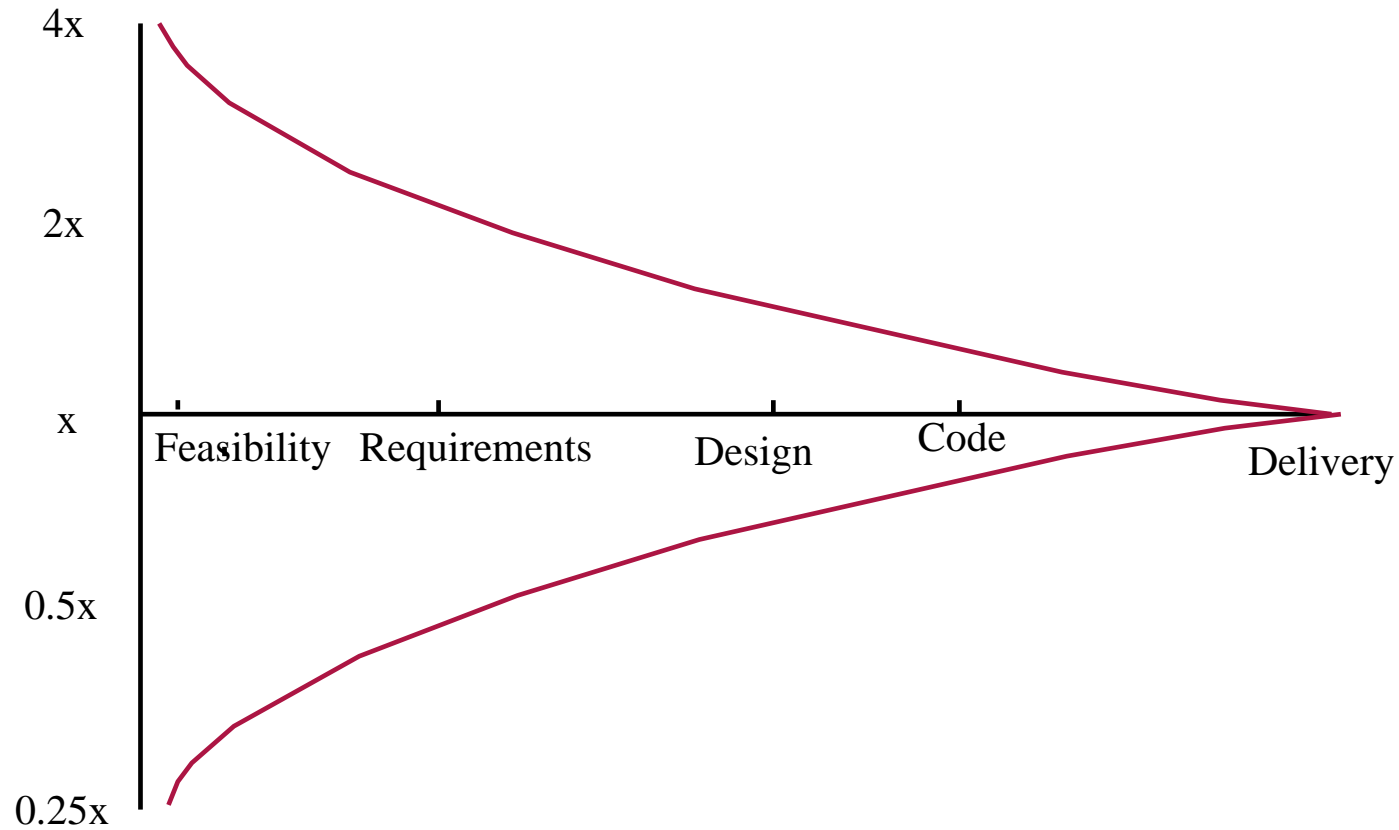 4x
2x
x
Feasibility Requirements Design Code Delivery
0.5x
0.25x